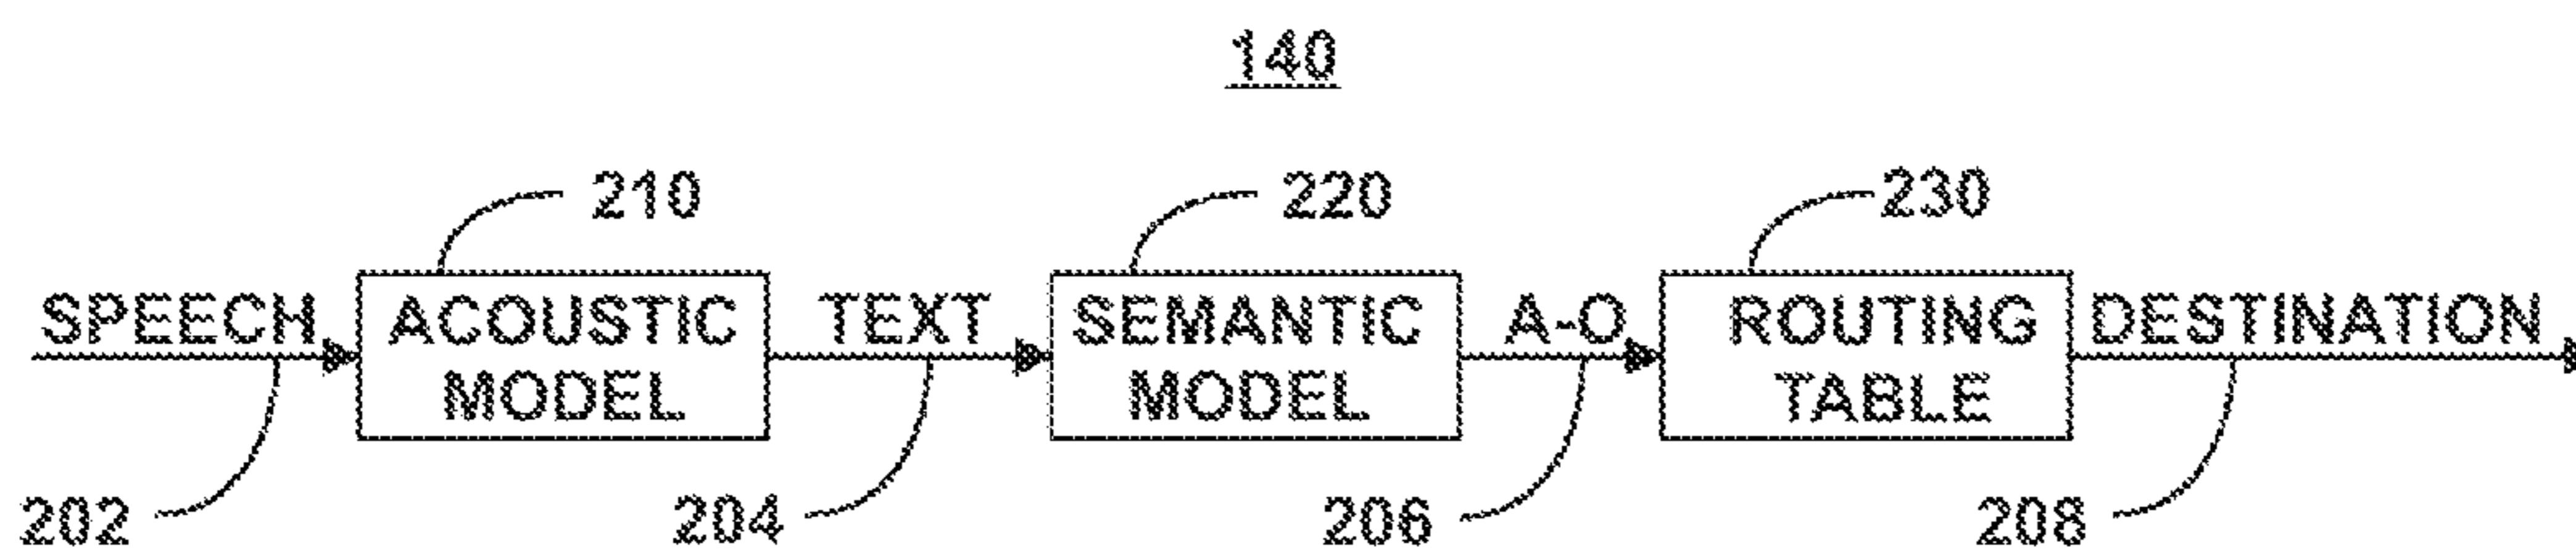 140
210
220
230
SPEECH
ACOUSTIC
MODEL
TEXT
SEMANTIC
MODEL
A-O
ROUTING
TABLE
DESTINATION
202
204
206
208